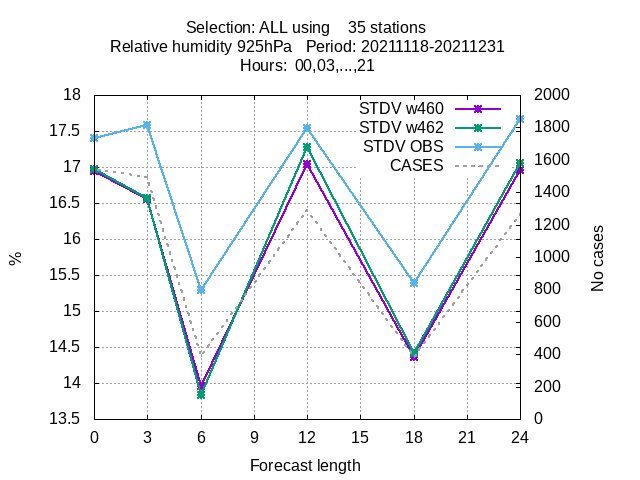 Selection: ALL using    35 stations
Relative humidity 925hPa   Period: 20211118-20211231
Hours:  00,03,...,21
STDV w460
STDV w462
STDV OBS
CASES
18
17.5
17
16.5
16
15.5
15
14.5
14
13.5
%
2000
1800
1600
1400
1200
1000
800
600
400
200
0
No cases
0 3 6 9 12 15 18 21 24
Forecast length